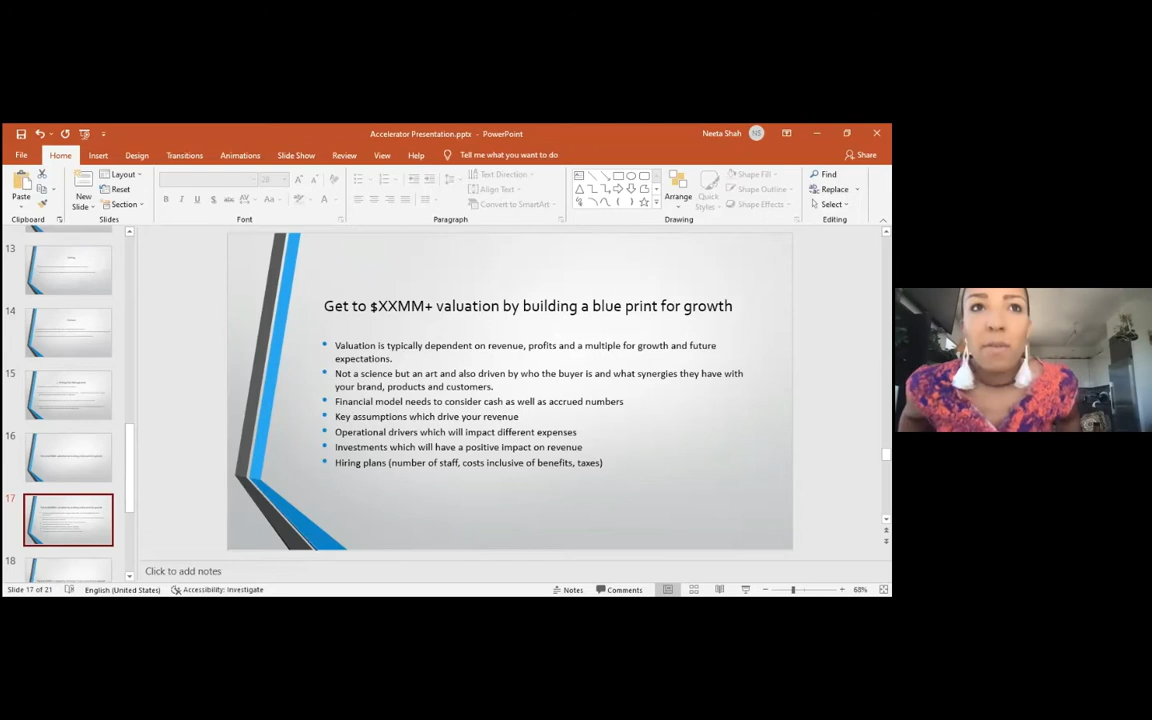 Accelerator Presentation.pptx - PowerPoint
Neeta Shah
NS
File Home Insert Design Transitions Animations Slide Show Review View Help Tell me what you want to do
Share
Paste
Clipboard
New
Slide
Layout
Reset
Section
Slides
28
Font
Text Direction
Align Text
Convert to SmartArt
Paragraph
Arrange
Quick
Styles
Shape Fill
Shape Outline
Shape Effects
Drawing
Find
Replace
Select
Editing
13
14
15
16
17
18
Get to $XXMM+ valuation by building a blue print for growth
Valuation is typically dependent on revenue, profits and a multiple for growth and future
expectations.
Not a science but an art and also driven by who the buyer is and what synergies they have with
your brand, products and customers.
Financial model needs to consider cash as well as accrued numbers
Key assumptions which drive your revenue
Operational drivers which will impact different expenses
Investments which will have a positive impact on revenue
Hiring plans (number of staff, costs inclusive of benefits, taxes)
Click to add notes
Slide 17 of 21 English (United States) Accessibility: Investigate Notes Comments 68%